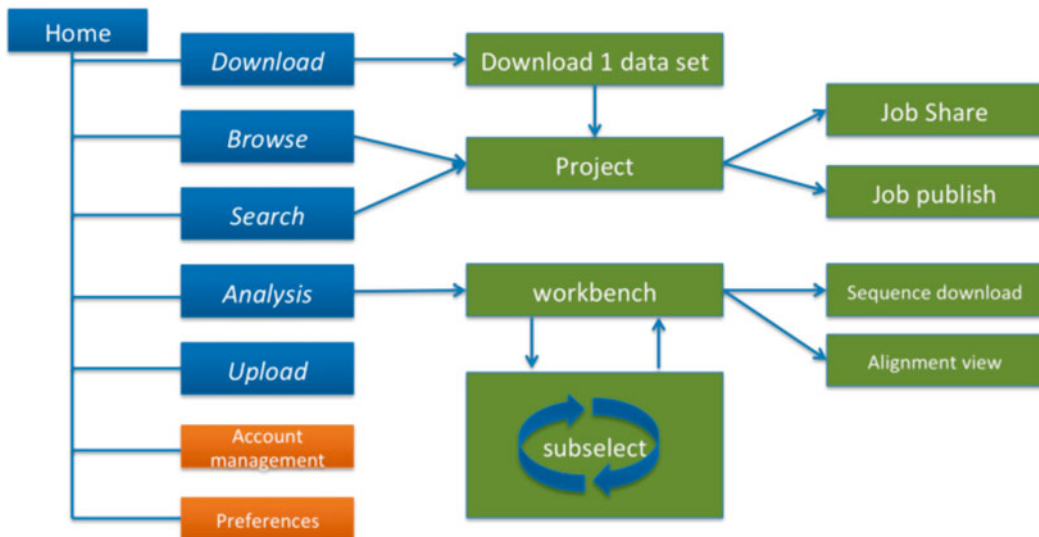 Home
Download
Download 1 data set
Browse
Project
Job Share
Search
Job publish
Analysis
workbench
Sequence download
Upload
Alignment view
subselect
Account
management
Preferences